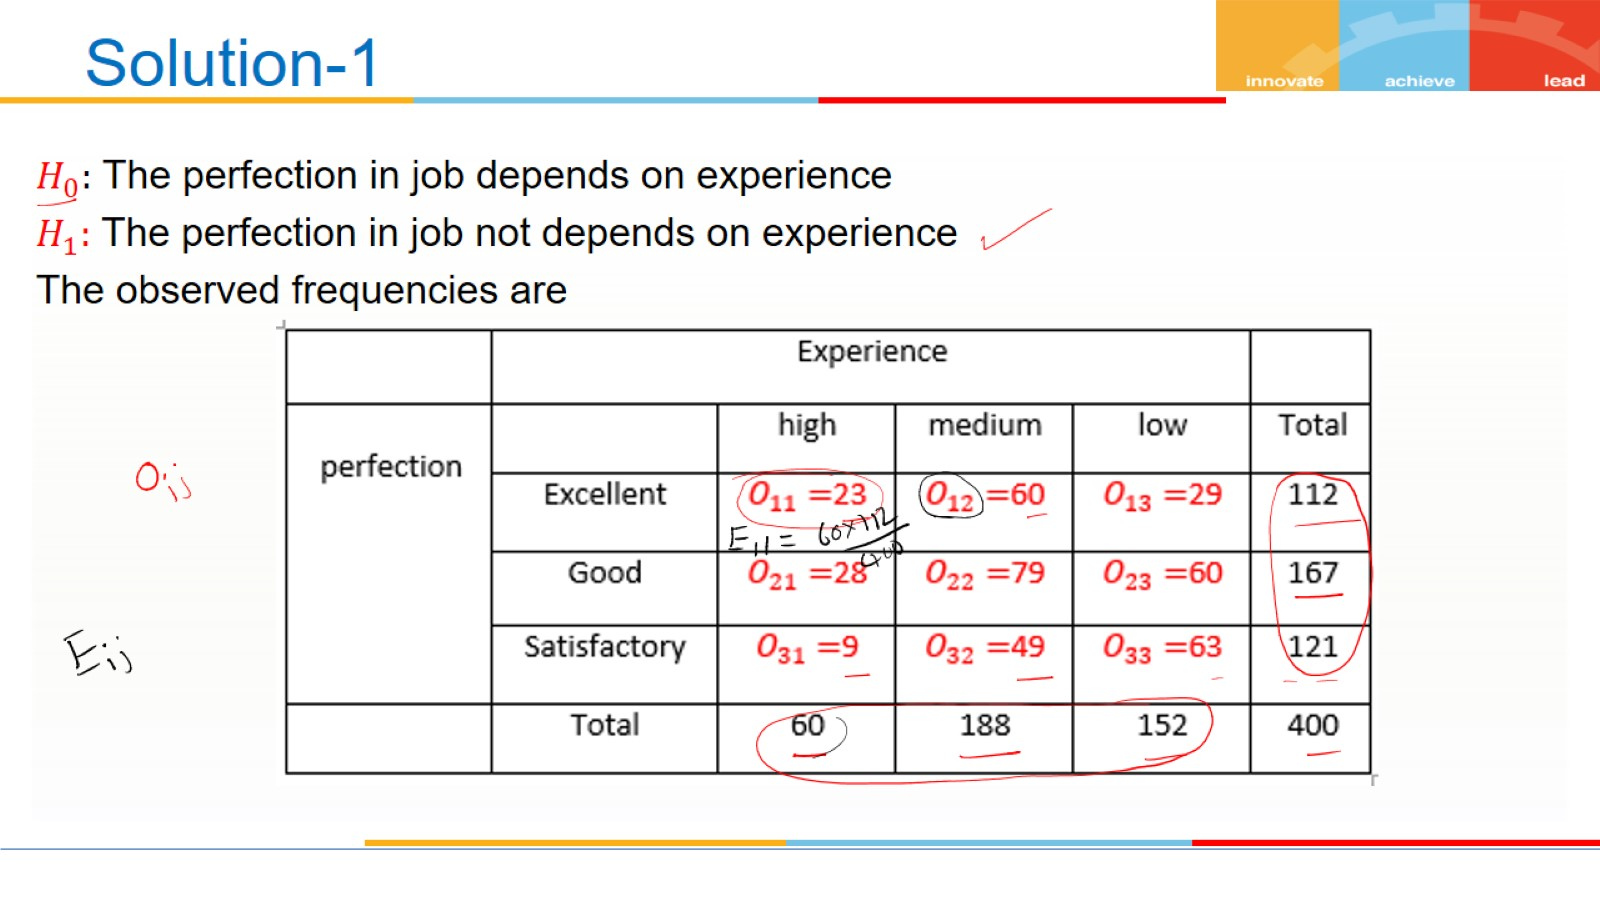 Solution-1
innovate achieve lead
H₀: The perfection in job depends on experience
H₁: The perfection in job not depends on experience
The observed frequencies are
Experience
high medium low Total
perfection
Oij
Excellent O₁₁ =23 O₁₂ =60 O₁₃ =29 112
E11 = 60×112/400
Good O₂₁ =28 O₂₂ =79 O₂₃ =60 167
Eij
Satisfactory O₃₁ =9 O₃₂ =49 O₃₃ =63 121
Total 60 188 152 400